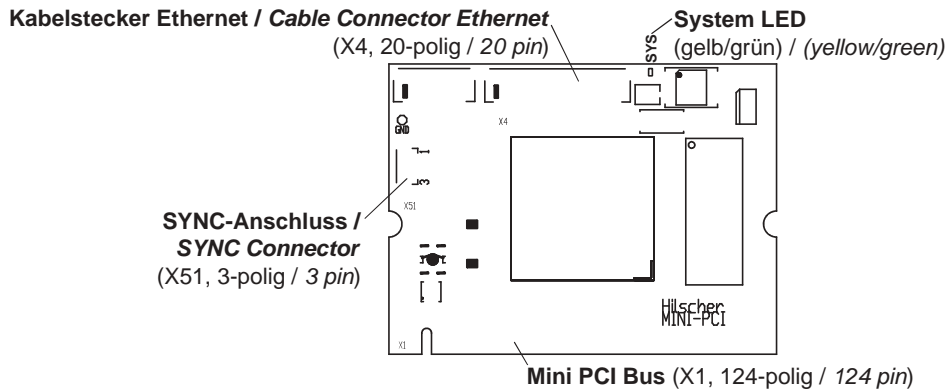 Kabelstecker Ethernet / Cable Connector Ethernet
(X4, 20-polig / 20 pin)
System LED
(gelb/grün) / (yellow/green)
SYS
X4
GND
1
3
X51
SYNC-Anschluss /
SYNC Connector
(X51, 3-polig / 3 pin)
Hilscher
MINI-PCI
X1
Mini PCI Bus (X1, 124-polig / 124 pin)